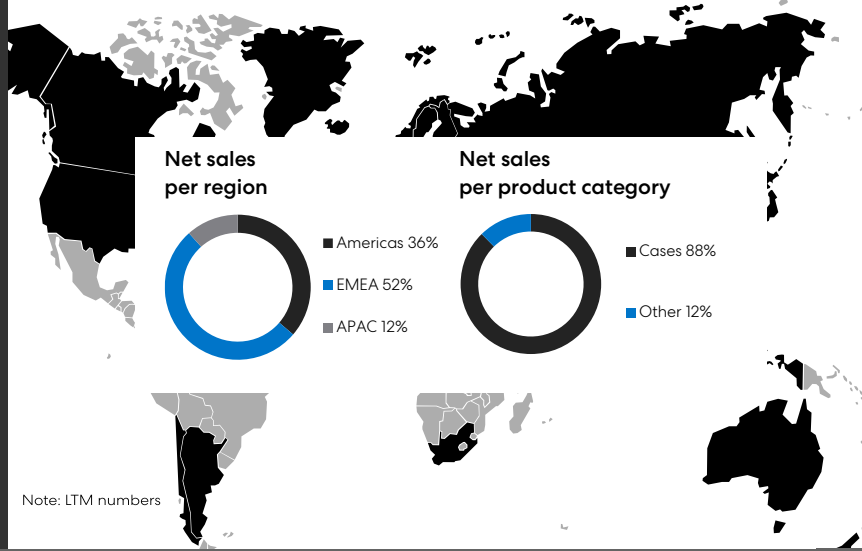 Net sales
per region
Americas 36%
EMEA 52%
APAC 12%
Net sales
per product category
Cases 88%
Other 12%
Note: LTM numbers